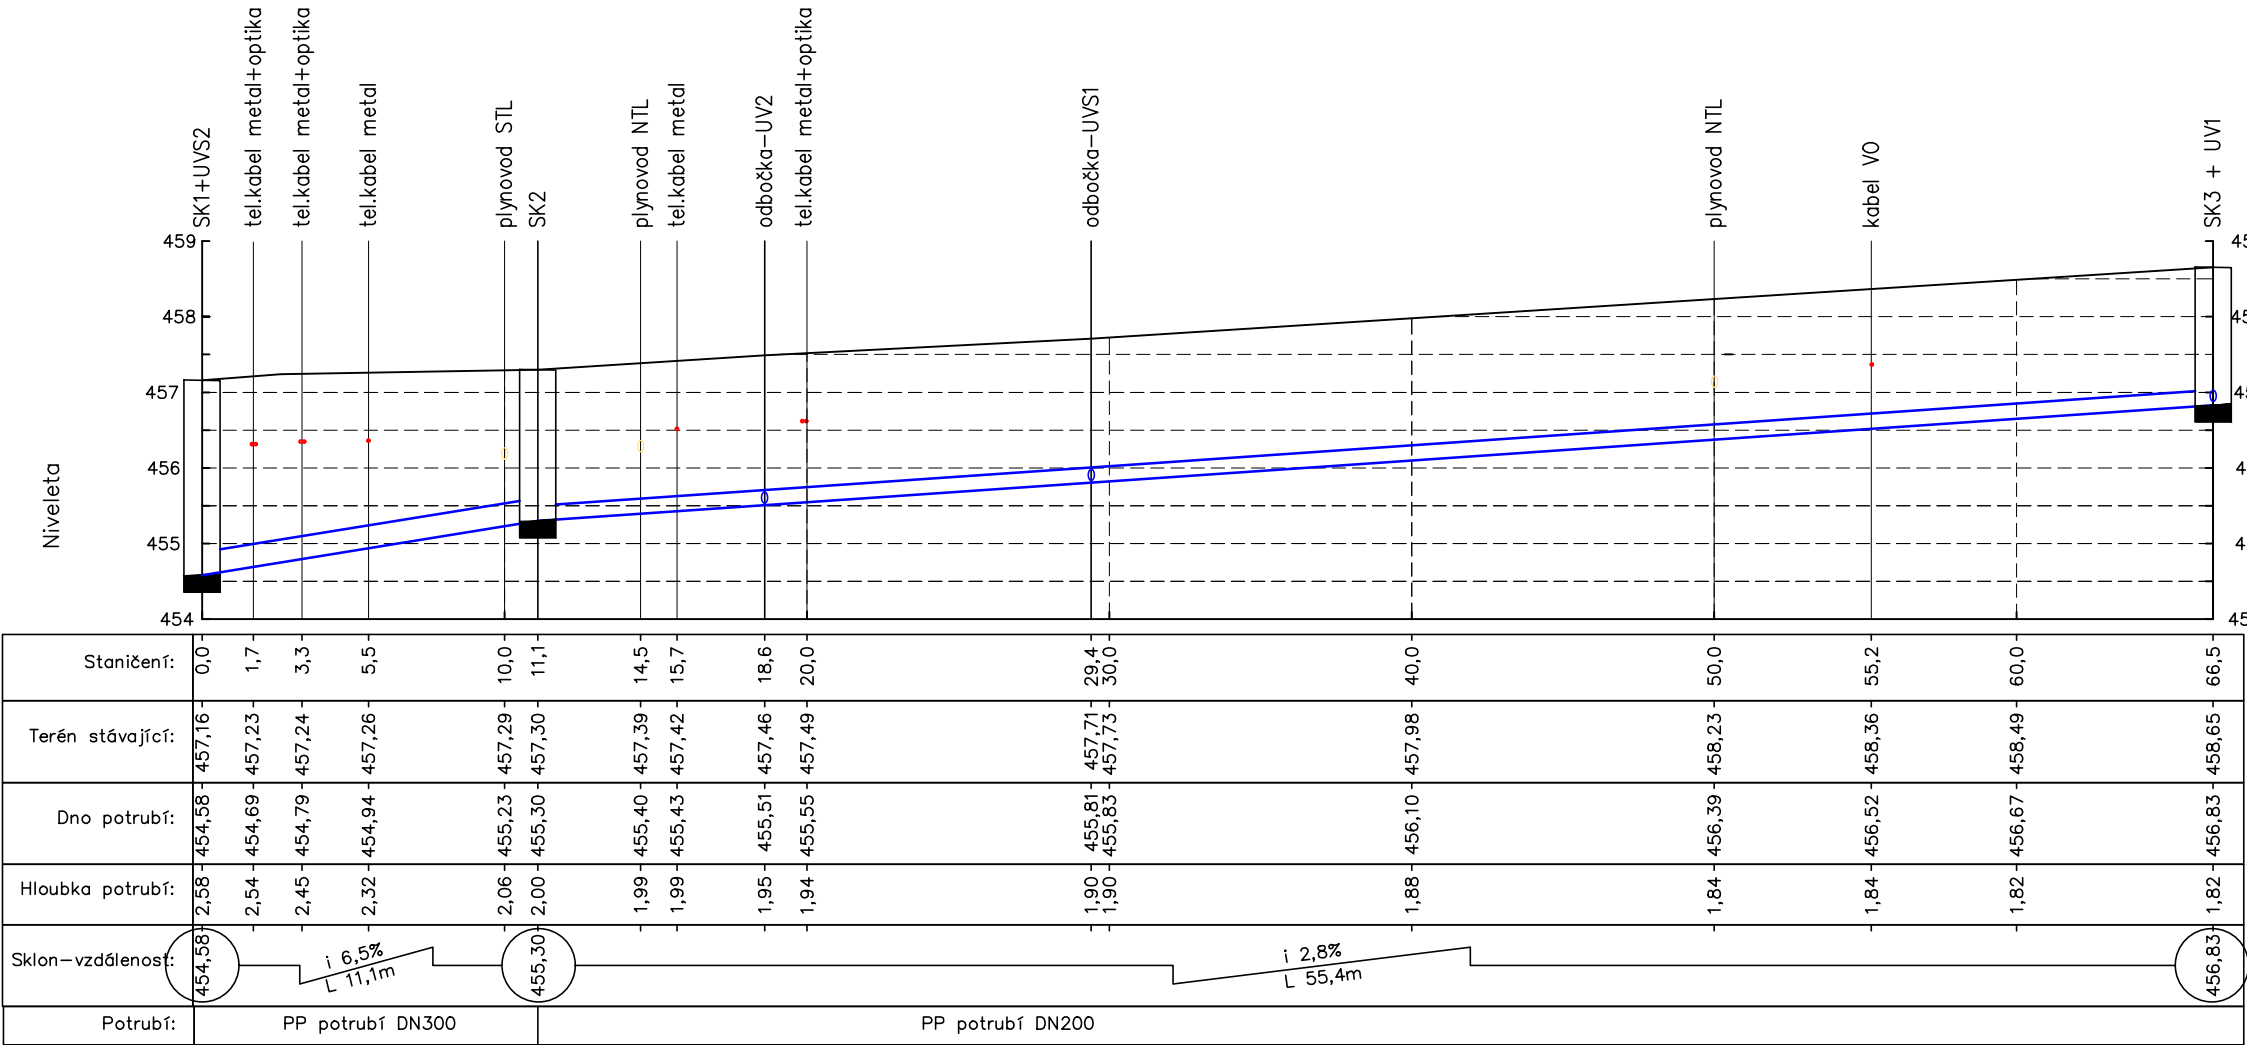 SK1+UVS2
tel.kabel metal+optika
tel.kabel metal+optika
tel.kabel metal
plynovod STL
SK2
plynovod NTL
tel.kabel metal
odbočka-UV2
tel.kabel metal+optika
odbočka-UVS1
plynovod NTL
kabel VO
SK3 + UV1
459
458
457
456
455
454
Niveleta
45
45
45
4
4
45
Staničení: 0,0 1,7 3,3 5,5 10,0 11,1 14,5 15,7 18,6 20,0 29,4 30,0 40,0 50,0 55,2 60,0 66,5
Terén stávající: 457,16 457,23 457,24 457,26 457,29 457,30 457,39 457,42 457,46 457,49 457,71 457,73 457,98 458,23 458,36 458,49 458,65
Dno potrubí: 454,58 454,69 454,79 454,94 455,23 455,30 455,40 455,43 455,51 455,55 455,81 455,83 456,10 456,39 456,52 456,67 456,83
Hloubka potrubí: 2,58 2,54 2,45 2,32 2,06 2,00 1,99 1,99 1,95 1,94 1,90 1,90 1,88 1,84 1,84 1,82 1,82
Sklon-vzdálenost: 454,58 i 6,5% 455,30 i 2,8% 456,83
L 11,1m L 55,4m
Potrubí: PP potrubí DN300 PP potrubí DN200